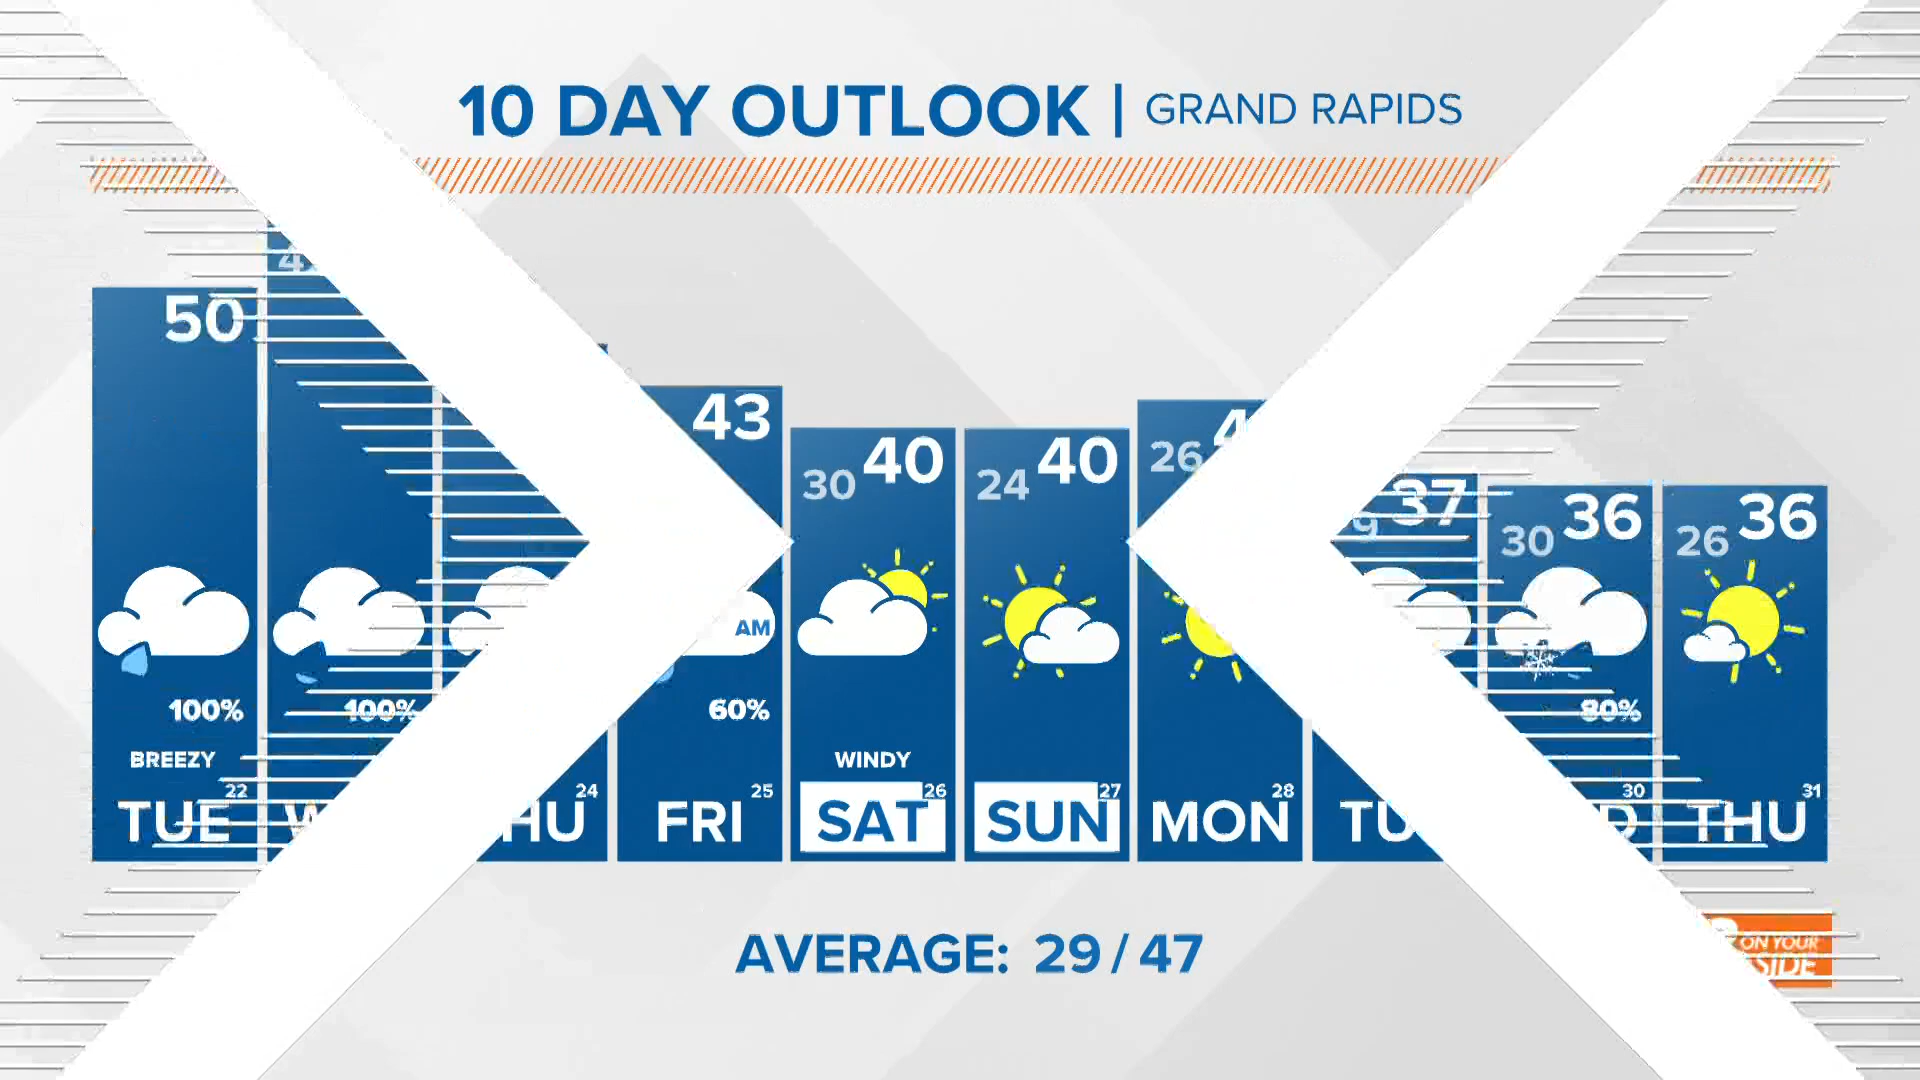 10 DAY OUTLOOK | GRAND RAPIDS
50
43
30 40
24 40
26
37
30 36
26 36
AM
100%
100%
60%
BREEZY
WINDY
TUE 22
24
FRI 25
SAT 26
SUN 27
MON 28
30
THU 31
AVERAGE: 29 / 47
ON YOUR
SIDE